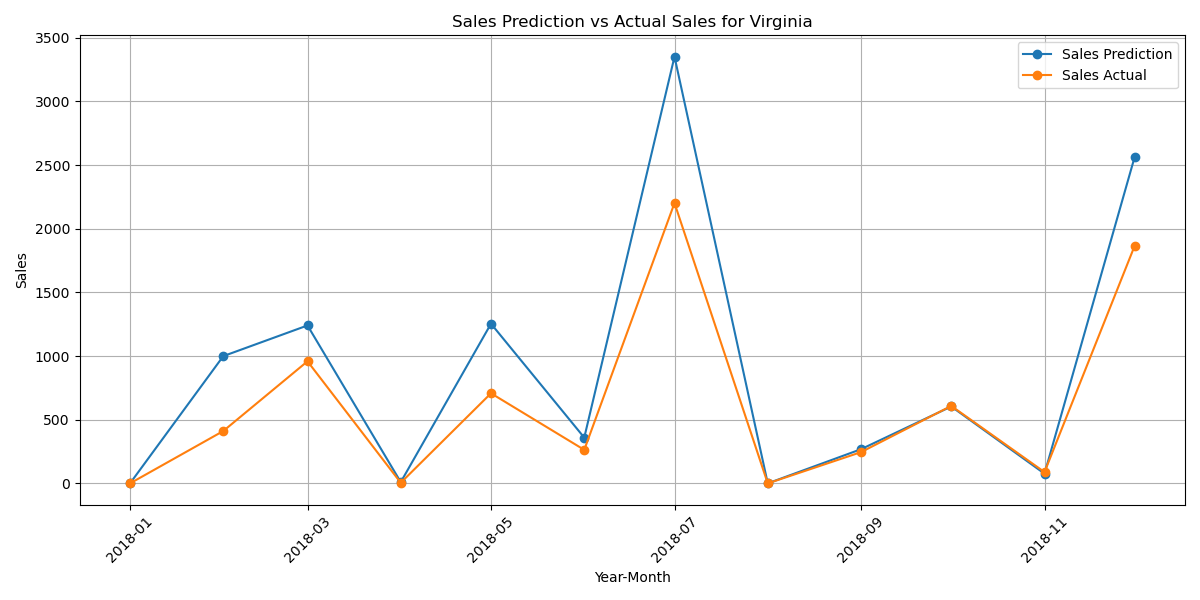 Sales Prediction vs Actual Sales for Virginia
Sales Prediction
Sales Actual
Sales
3500
3000
2500
2000
1500
1000
500
0
2018-01
2018-03
2018-05
2018-07
2018-09
2018-11
Year-Month